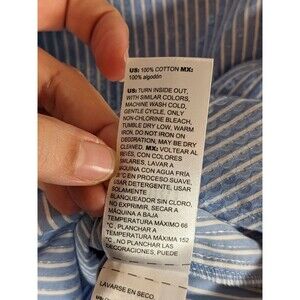 US: 100% COTTON MX:
100% algodón
US: TURN INSIDE OUT,
WITH SIMILAR COLORS,
MACHINE WASH COLD,
GENTLE CYCLE, ONLY
NON-CHLORINE BLEACH,
TUMBLE DRY LOW, WARM
IRON, DO NOT IRON ON
DECORATION, MAY BE DRY
CLEANED. MX: VOLTEAR AL
REVÉS, CON COLORES
SIMILARES, LAVAR A
MÁQUINA CON AGUA FRÍA
EN PROCESO SUAVE,
USAR DETERGENTE, USAR
SOLAMENTE
BLANQUEADOR SIN CLORO,
NO EXPRIMIR, SECAR A
MÁQUINA A BAJA
TEMPERATURA MÁXIMO 66
°C, PLANCHAR A
TEMPERATURA MÁXIMO 152
°C, NO PLANCHAR LAS
DECORACIONES, PUEDE
LAVARSE EN SECO.